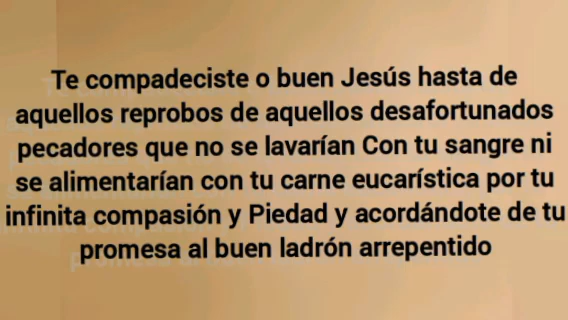 Te compadeciste o buen Jesús hasta de
aquellos reprobos de aquellos desafortunados
pecadores que no se lavarían Con tu sangre ni
se alimentarían con tu carne eucarística por tu
infinita compasión y Piedad y acordándote de tu
promesa al buen ladrón arrepentido